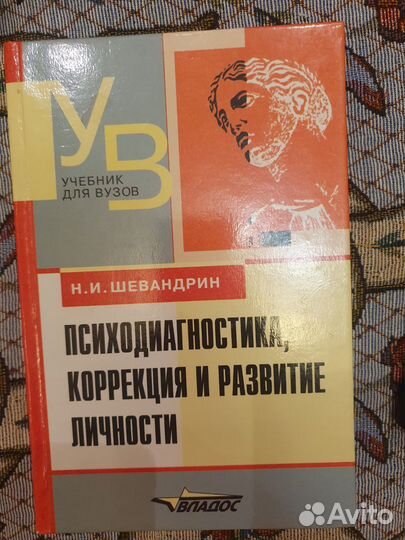 УВ
УЧЕБНИК
ДЛЯ ВУЗОВ
Н.И. ШЕВАНДРИН
ПСИХОДИАГНОСТИКА,
КОРРЕКЦИЯ И РАЗВИТИЕ
ЛИЧНОСТИ
ВЛАДОС
Avito